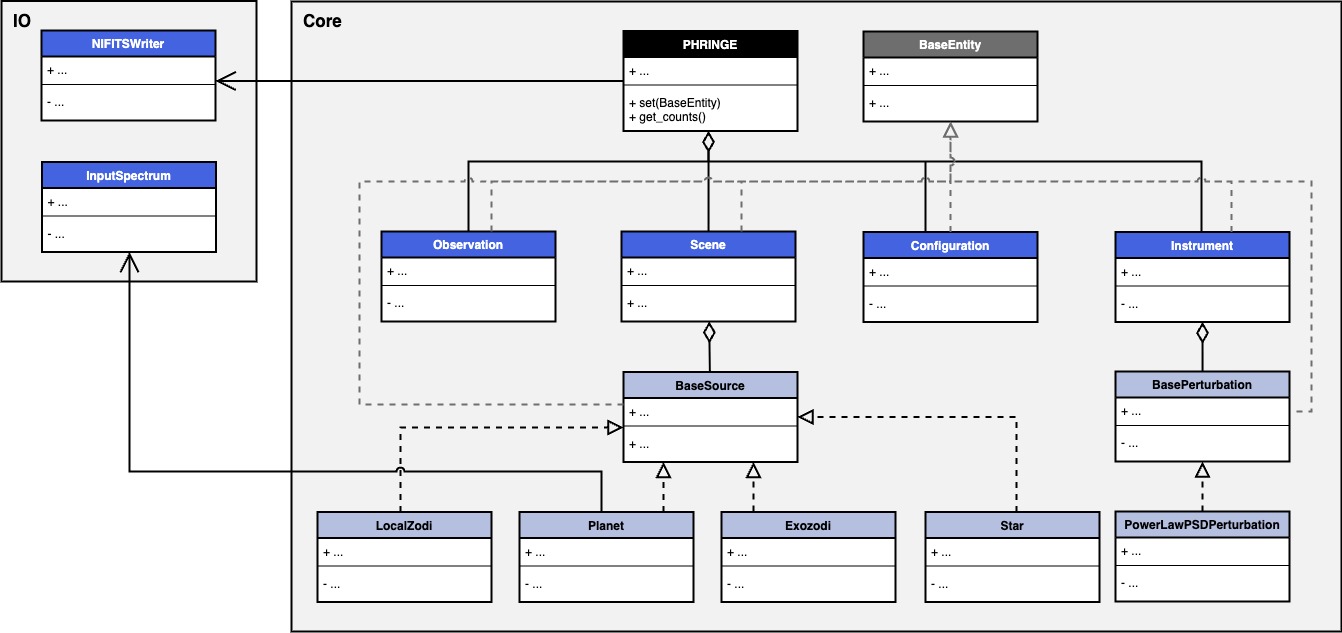 IO
NIFITSWriter
+ ...
- ...
InputSpectrum
+ ...
- ...
Core
PHRINGE
+ ...
+ set(BaseEntity)
+ get_counts()
BaseEntity
+ ...
+ ...
Observation
+ ...
- ...
Scene
+ ...
+ ...
Configuration
+ ...
- ...
Instrument
+ ...
- ...
BaseSource
+ ...
+ ...
BasePerturbation
+ ...
- ...
LocalZodi
+ ...
- ...
Planet
+ ...
- ...
Exozodi
+ ...
- ...
Star
+ ...
- ...
PowerLawPSDPerturbation
+ ...
- ...